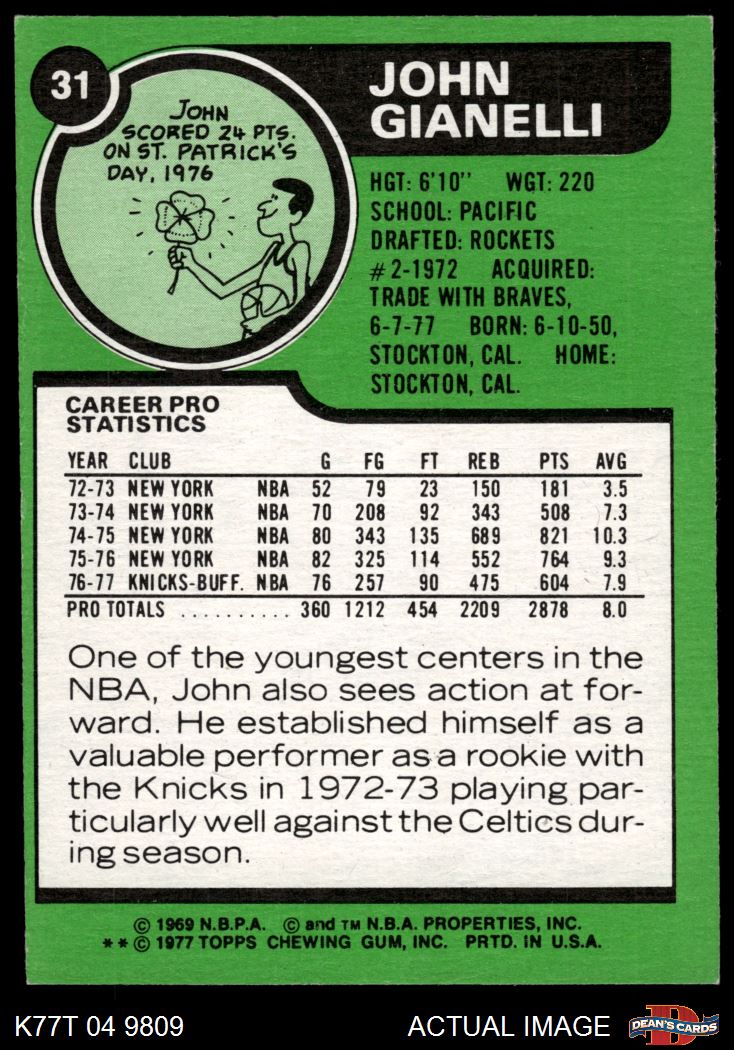 31
JOHN
SCORED 24 PTS.
ON ST. PATRICK'S
DAY, 1976
JOHN
GIANELLI
HGT: 6'10" WGT: 220
SCHOOL: PACIFIC
DRAFTED: ROCKETS
#2-1972 ACQUIRED:
TRADE WITH BRAVES,
6-7-77 BORN: 6-10-50,
STOCKTON, CAL. HOME:
STOCKTON, CAL.
CAREER PRO
STATISTICS
YEAR CLUB G FG FT REB PTS AVG
72-73 NEW YORK NBA 52 79 23 150 181 3.5
73-74 NEW YORK NBA 70 208 92 343 508 7.3
74-75 NEW YORK NBA 80 343 135 689 821 10.3
75-76 NEW YORK NBA 82 325 114 552 764 9.3
76-77 KNICKS-BUFF. NBA 76 257 90 475 604 7.9
PRO TOTALS .......... 360 1212 454 2209 2878 8.0
One of the youngest centers in the
NBA, John also sees action at for-
ward. He established himself as a
valuable performer as a rookie with
the Knicks in 1972-73 playing par-
ticularly well against the Celtics dur-
ing season.
© 1969 N.B.P.A. © and TM N.B.A. PROPERTIES, INC.
** © 1977 TOPPS CHEWING GUM, INC. PRTD. IN U.S.A.
K77T 04 9809 ACTUAL IMAGE D DEAN'S CARDS